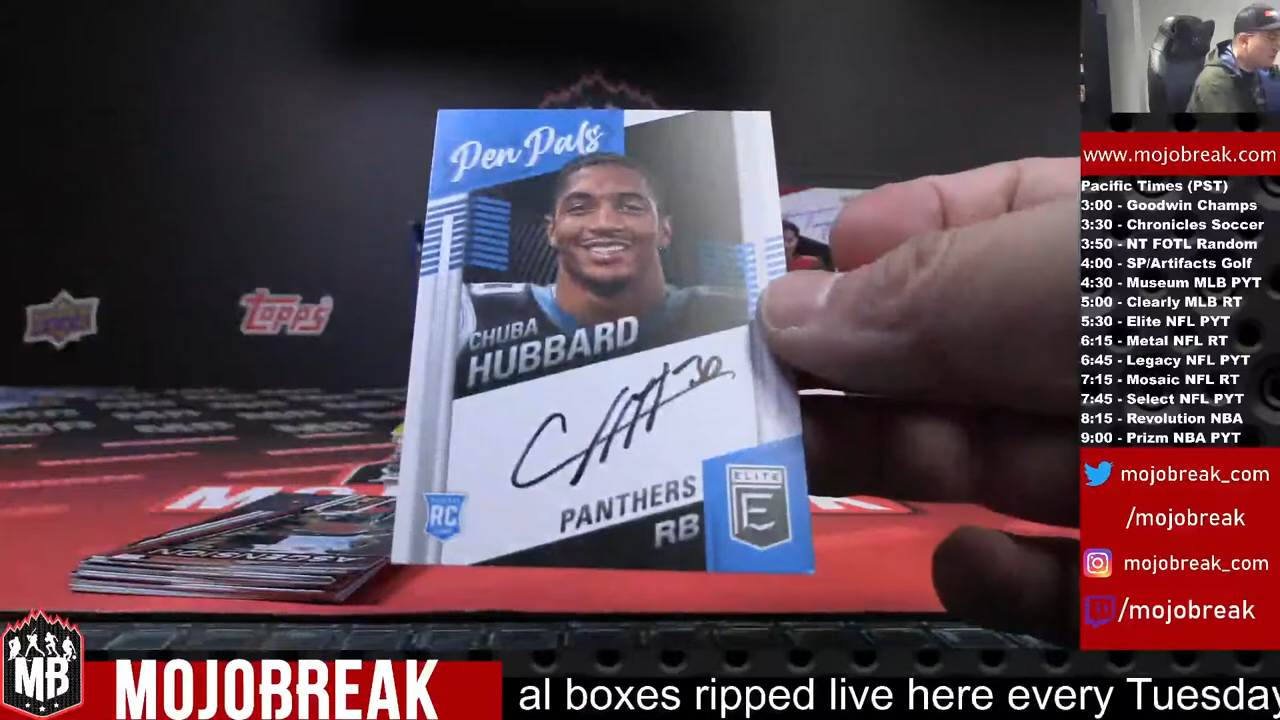 Pen Pals
CHUBA
HUBBARD
CHH 30
PANTHERS
RB
RC
ELITE
E
topps
ASCENSION
www.mojobreak.com
Pacific Times (PST)
3:00 - Goodwin Champs
3:30 - Chronicles Soccer
3:50 - NT FOTL Random
4:00 - SP/Artifacts Golf
4:30 - Museum MLB PYT
5:00 - Clearly MLB RT
5:30 - Elite NFL PYT
6:15 - Metal NFL RT
6:45 - Legacy NFL PYT
7:15 - Mosaic NFL RT
7:45 - Select NFL PYT
8:15 - Revolution NBA
9:00 - Prizm NBA PYT
mojobreak_com
/mojobreak
mojobreak_com
/mojobreak
MB
MOJOBREAK
al boxes ripped live here every Tuesday